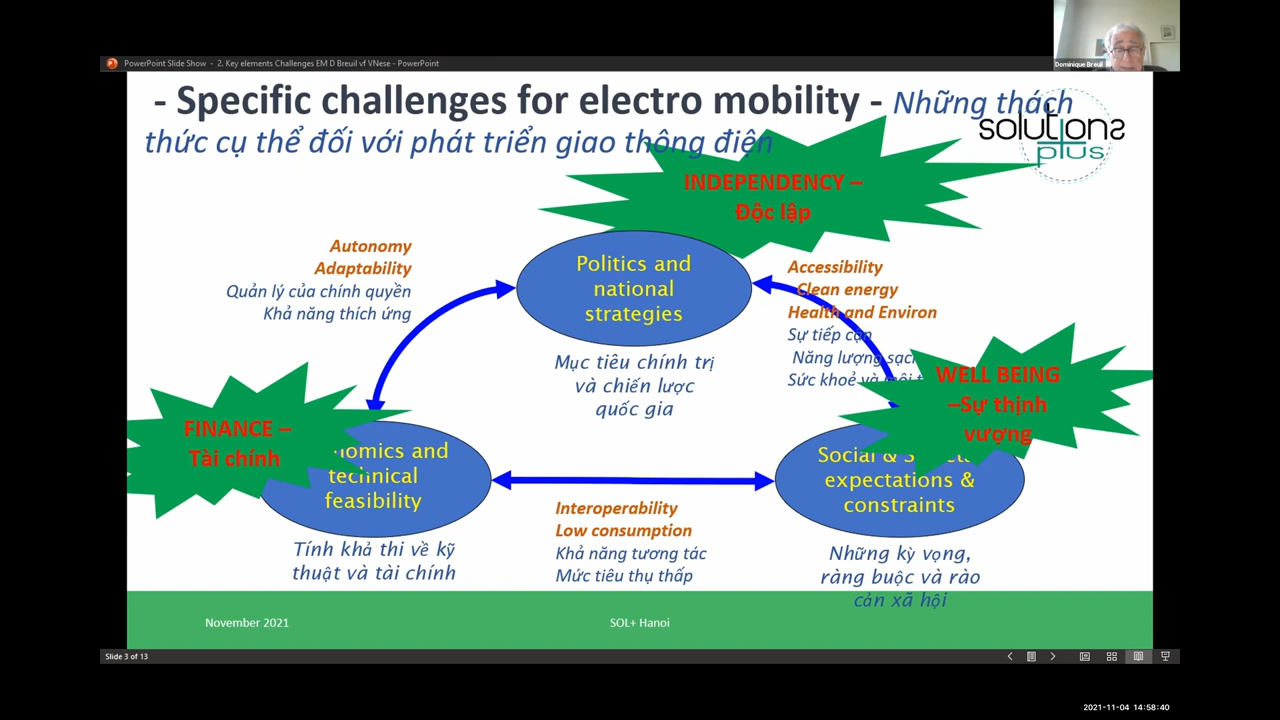 Dominique Breuil
PowerPoint Slide Show - 2. Key elements Challenges EM D Breuil vf VNese - PowerPoint
- Specific challenges for electro mobility - Những thách
thức cụ thể đối với phát triển giao thông điện
solutions
plus
INDEPENDENCY –
Độc lập
Autonomy
Adaptability
Quản lý của chính quyền
Khả năng thích ứng
Politics and
national
strategies
Mục tiêu chính trị
và chiến lược
quốc gia
Accessibility
Clean energy
Health and Environ
Sự tiếp cận
Năng lượng sạch
Sức khoẻ và môi t
WELL BEING
–Sự thịnh
vượng
FINANCE –
Tài chính
nomics and
technical
feasibility
Tính khả thi về kỹ
thuật và tài chính
Interoperability
Low consumption
Khả năng tương tác
Mức tiêu thụ thấp
Social &
expectations &
constraints
Những kỳ vọng,
ràng buộc và rào
cản xã hội
November 2021
SOL+ Hanoi
Slide 3 of 13
2021-11-04 14:58:40